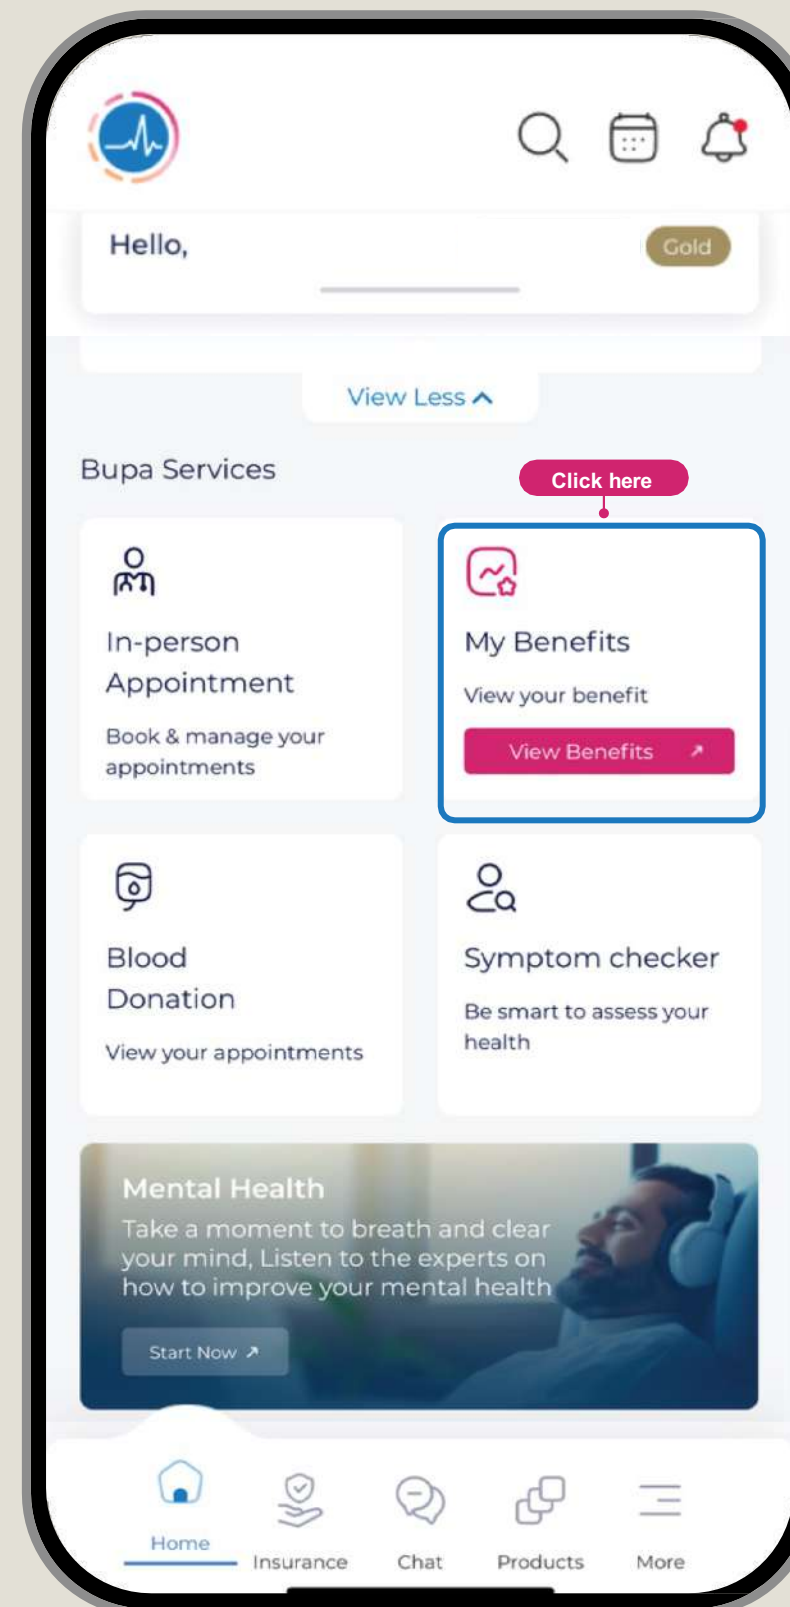 Hello,
Gold
View Less
Bupa Services
Click here
In-person
Appointment
Book & manage your
appointments
My Benefits
View your benefit
View Benefits
Blood
Donation
View your appointments
Symptom checker
Be smart to assess your
health
Mental Health
Take a moment to breath and clear
your mind, Listen to the experts on
how to improve your mental health
Start Now
Home
Insurance
Chat
Products
More